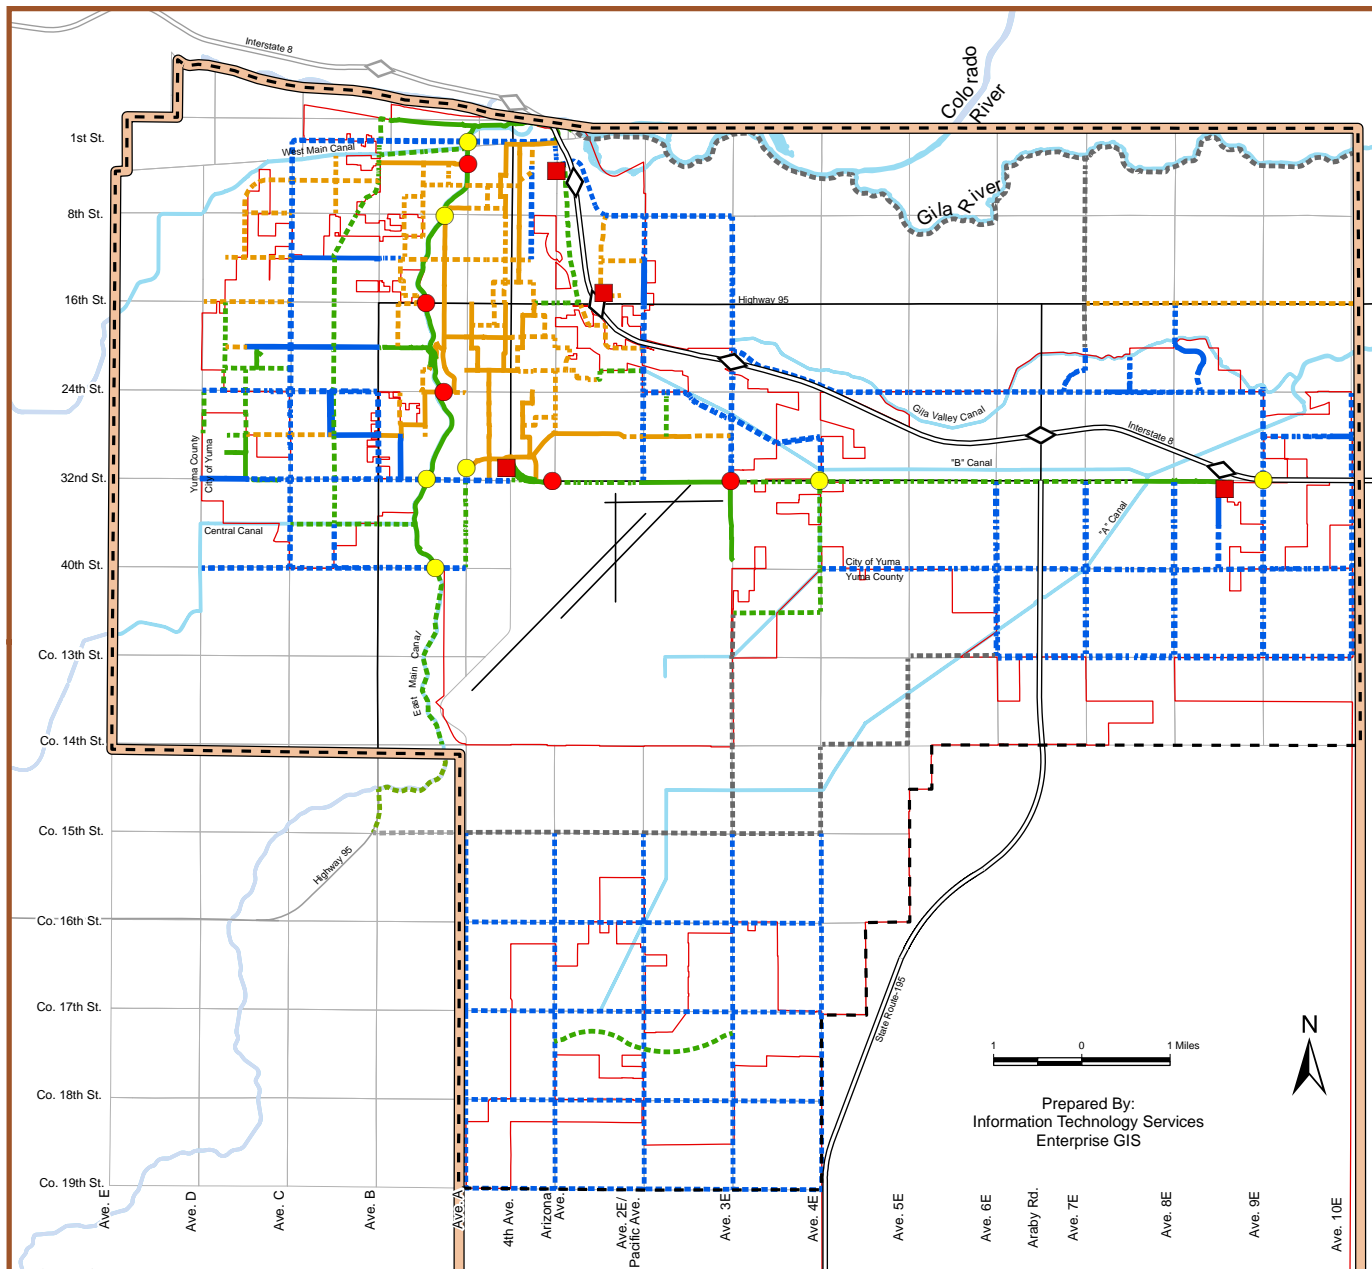 Interstate 8
Colorado
River
1st St.
West Main Canal
Gila River
8th St.
16th St.
Highway 95
24th St.
Gila Valley Canal
Interstate 8
Yuma County
City of Yuma
"B" Canal
32nd St.
"A" Canal
Central Canal
40th St.
City of Yuma
Yuma County
East Main Canal
Co. 13th St.
Co. 14th St.
Co. 15th St.
Highway 95
Co. 16th St.
State Route-195
Co. 17th St.
N
1 0 1 Miles
Co. 18th St.
Prepared By:
Information Technology Services
Enterprise GIS
Co. 19th St.
Ave. E
Ave. D
Ave. C
Ave. B
Ave. A
4th Ave.
Arizona
Ave.
Ave. 2E/
Pacific Ave.
Ave. 3E
Ave. 4E
Ave. 5E
Ave. 6E
Araby Rd.
Ave. 7E
Ave. 8E
Ave. 9E
Ave. 10E